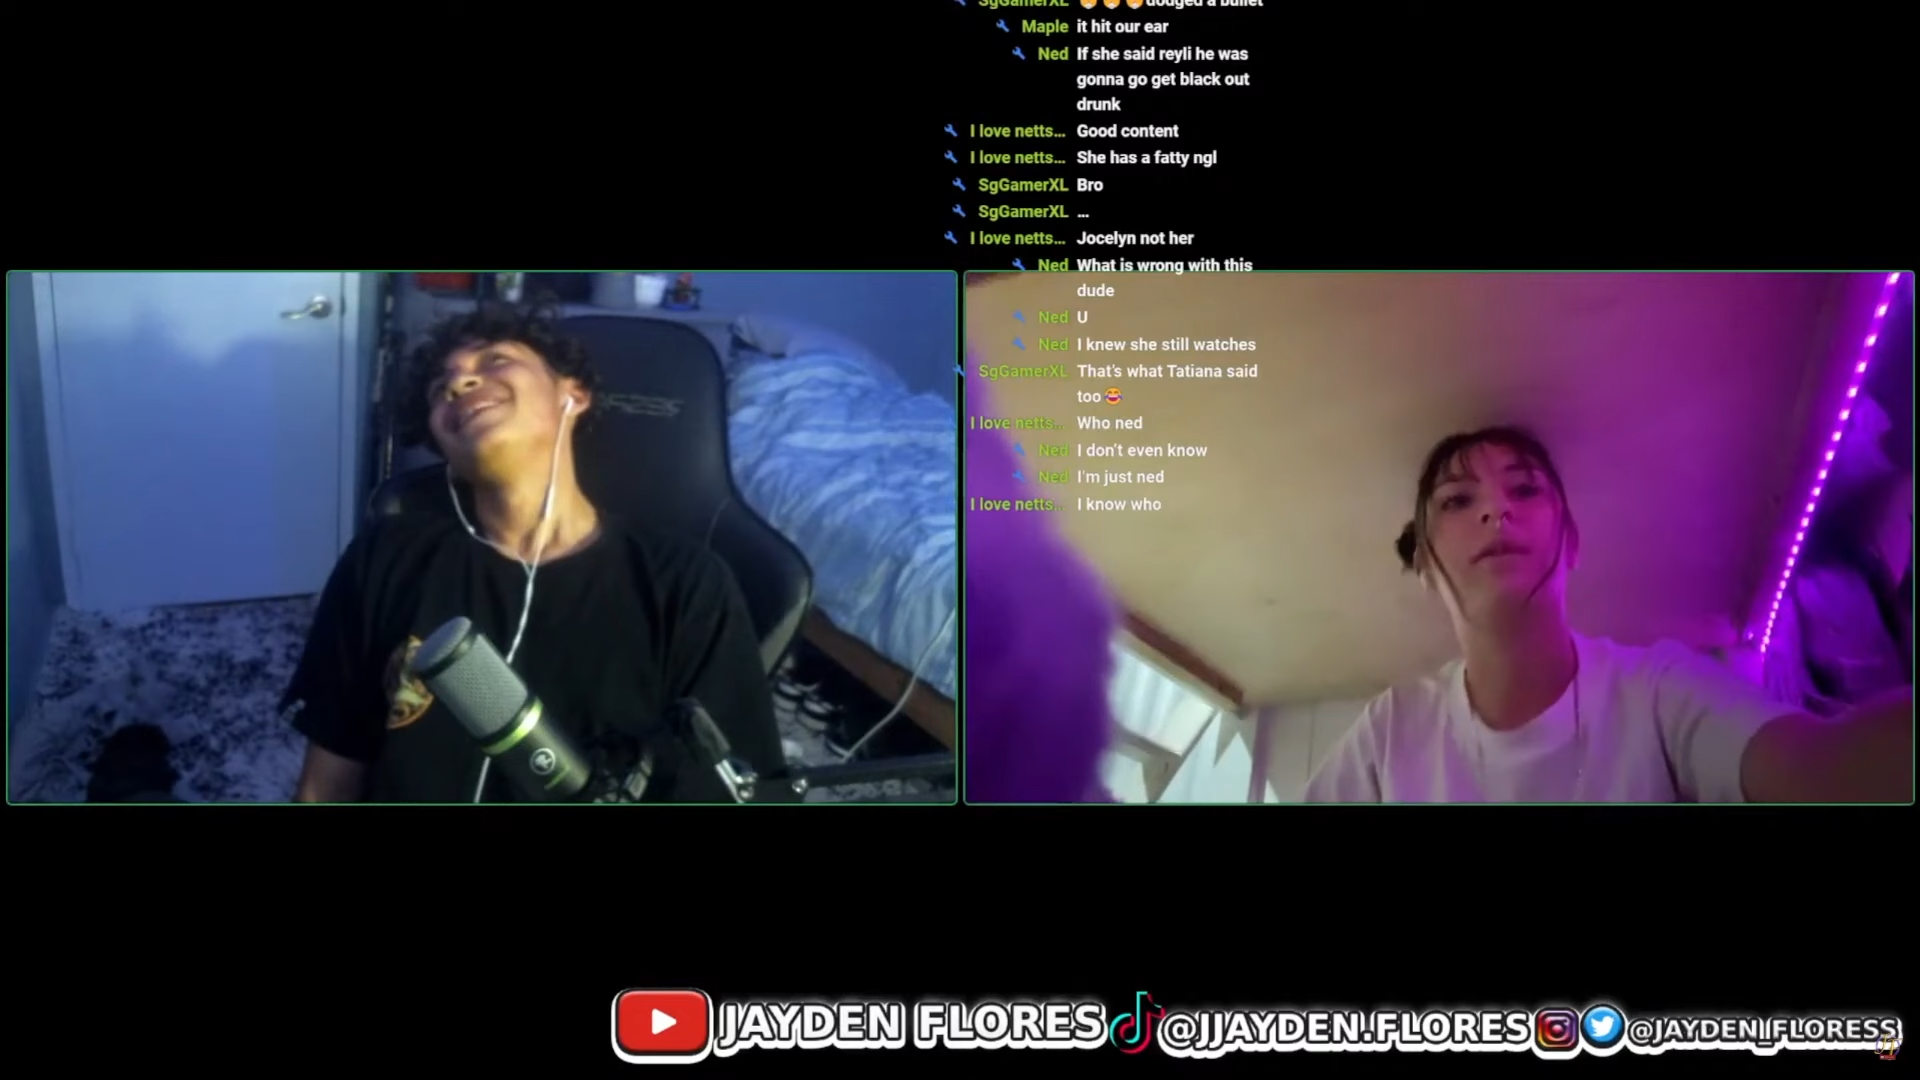 SgGamerXL dodged a bullet
Maple it hit our ear
Ned If she said reyli he was
gonna go get black out
drunk
I love netts... Good content
I love netts... She has a fatty ngl
SgGamerXL Bro
SgGamerXL ...
I love netts... Jocelyn not her
Ned What is wrong with this
dude
Ned U
Ned I knew she still watches
SgGamerXL That's what Tatiana said
too😂
I love netts... Who ned
Ned I don't even know
Ned I'm just ned
I love netts... I know who
JAYDEN FLORES @JJAYDEN.FLORES @JAYDEN_FLORESS